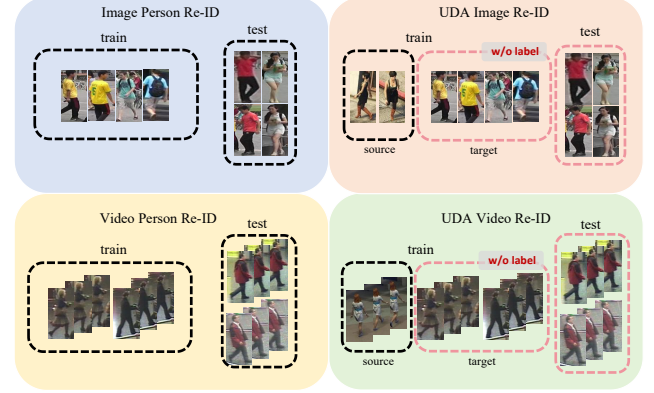 Image Person Re-ID
train
test
UDA Image Re-ID
train
test
w/o label
source
target
Video Person Re-ID
train
test
UDA Video Re-ID
train
test
w/o label
source
target